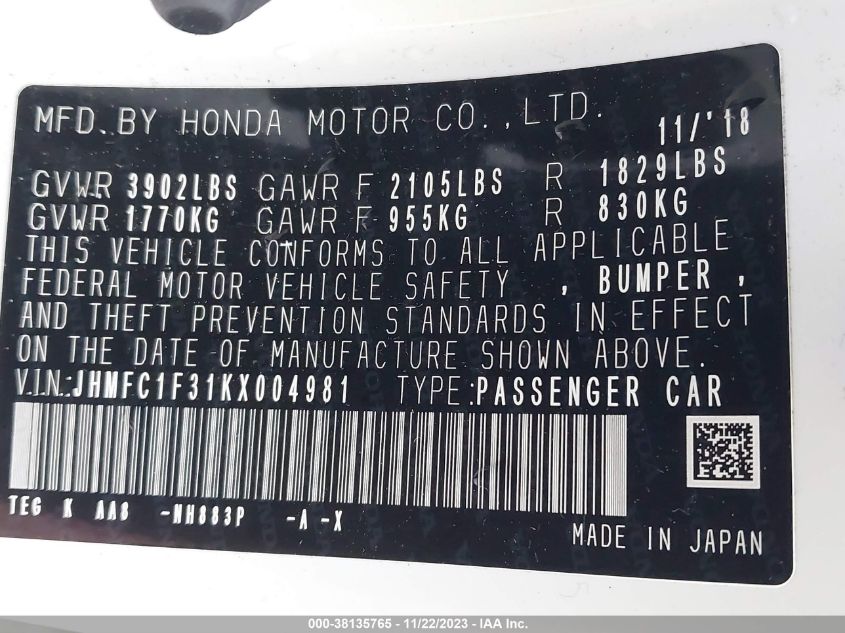 MFD. BY HONDA MOTOR CO., LTD. 11/'18
GVWR 3902LBS GAWR F 2105LBS R 1829LBS
GVWR 1770KG GAWR F 955KG R 830KG
THIS VEHICLE CONFORMS TO ALL APPLICABLE
FEDERAL MOTOR VEHICLE SAFETY , BUMPER ,
AND THEFT PREVENTION STANDARDS IN EFFECT
ON THE DATE OF MANUFACTURE SHOWN ABOVE.
V.I.N.:JHMFC1F31KX004981 TYPE:PASSENGER CAR
TEG K AA8 -NH883P -A -X
MADE IN JAPAN
000-38135765 - 11/22/2023 - IAA Inc.